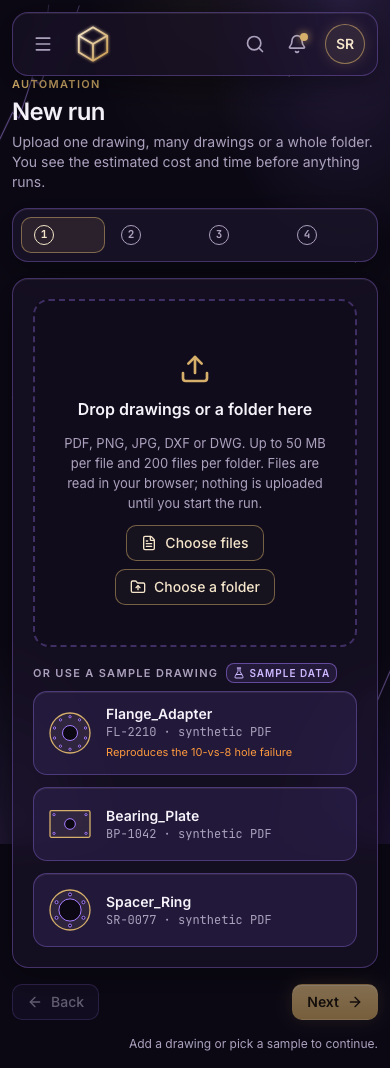 SR
AUTOMATION
New run
Upload one drawing, many drawings or a whole folder.
You see the estimated cost and time before anything
runs.
1
2
3
4
Drop drawings or a folder here
PDF, PNG, JPG, DXF or DWG. Up to 50 MB
per file and 200 files per folder. Files are
read in your browser; nothing is uploaded
until you start the run.
Choose files
Choose a folder
OR USE A SAMPLE DRAWING SAMPLE DATA
Flange_Adapter
FL-2210 · synthetic PDF
Reproduces the 10-vs-8 hole failure
Bearing_Plate
BP-1042 · synthetic PDF
Spacer_Ring
SR-0077 · synthetic PDF
Back
Next
Add a drawing or pick a sample to continue.